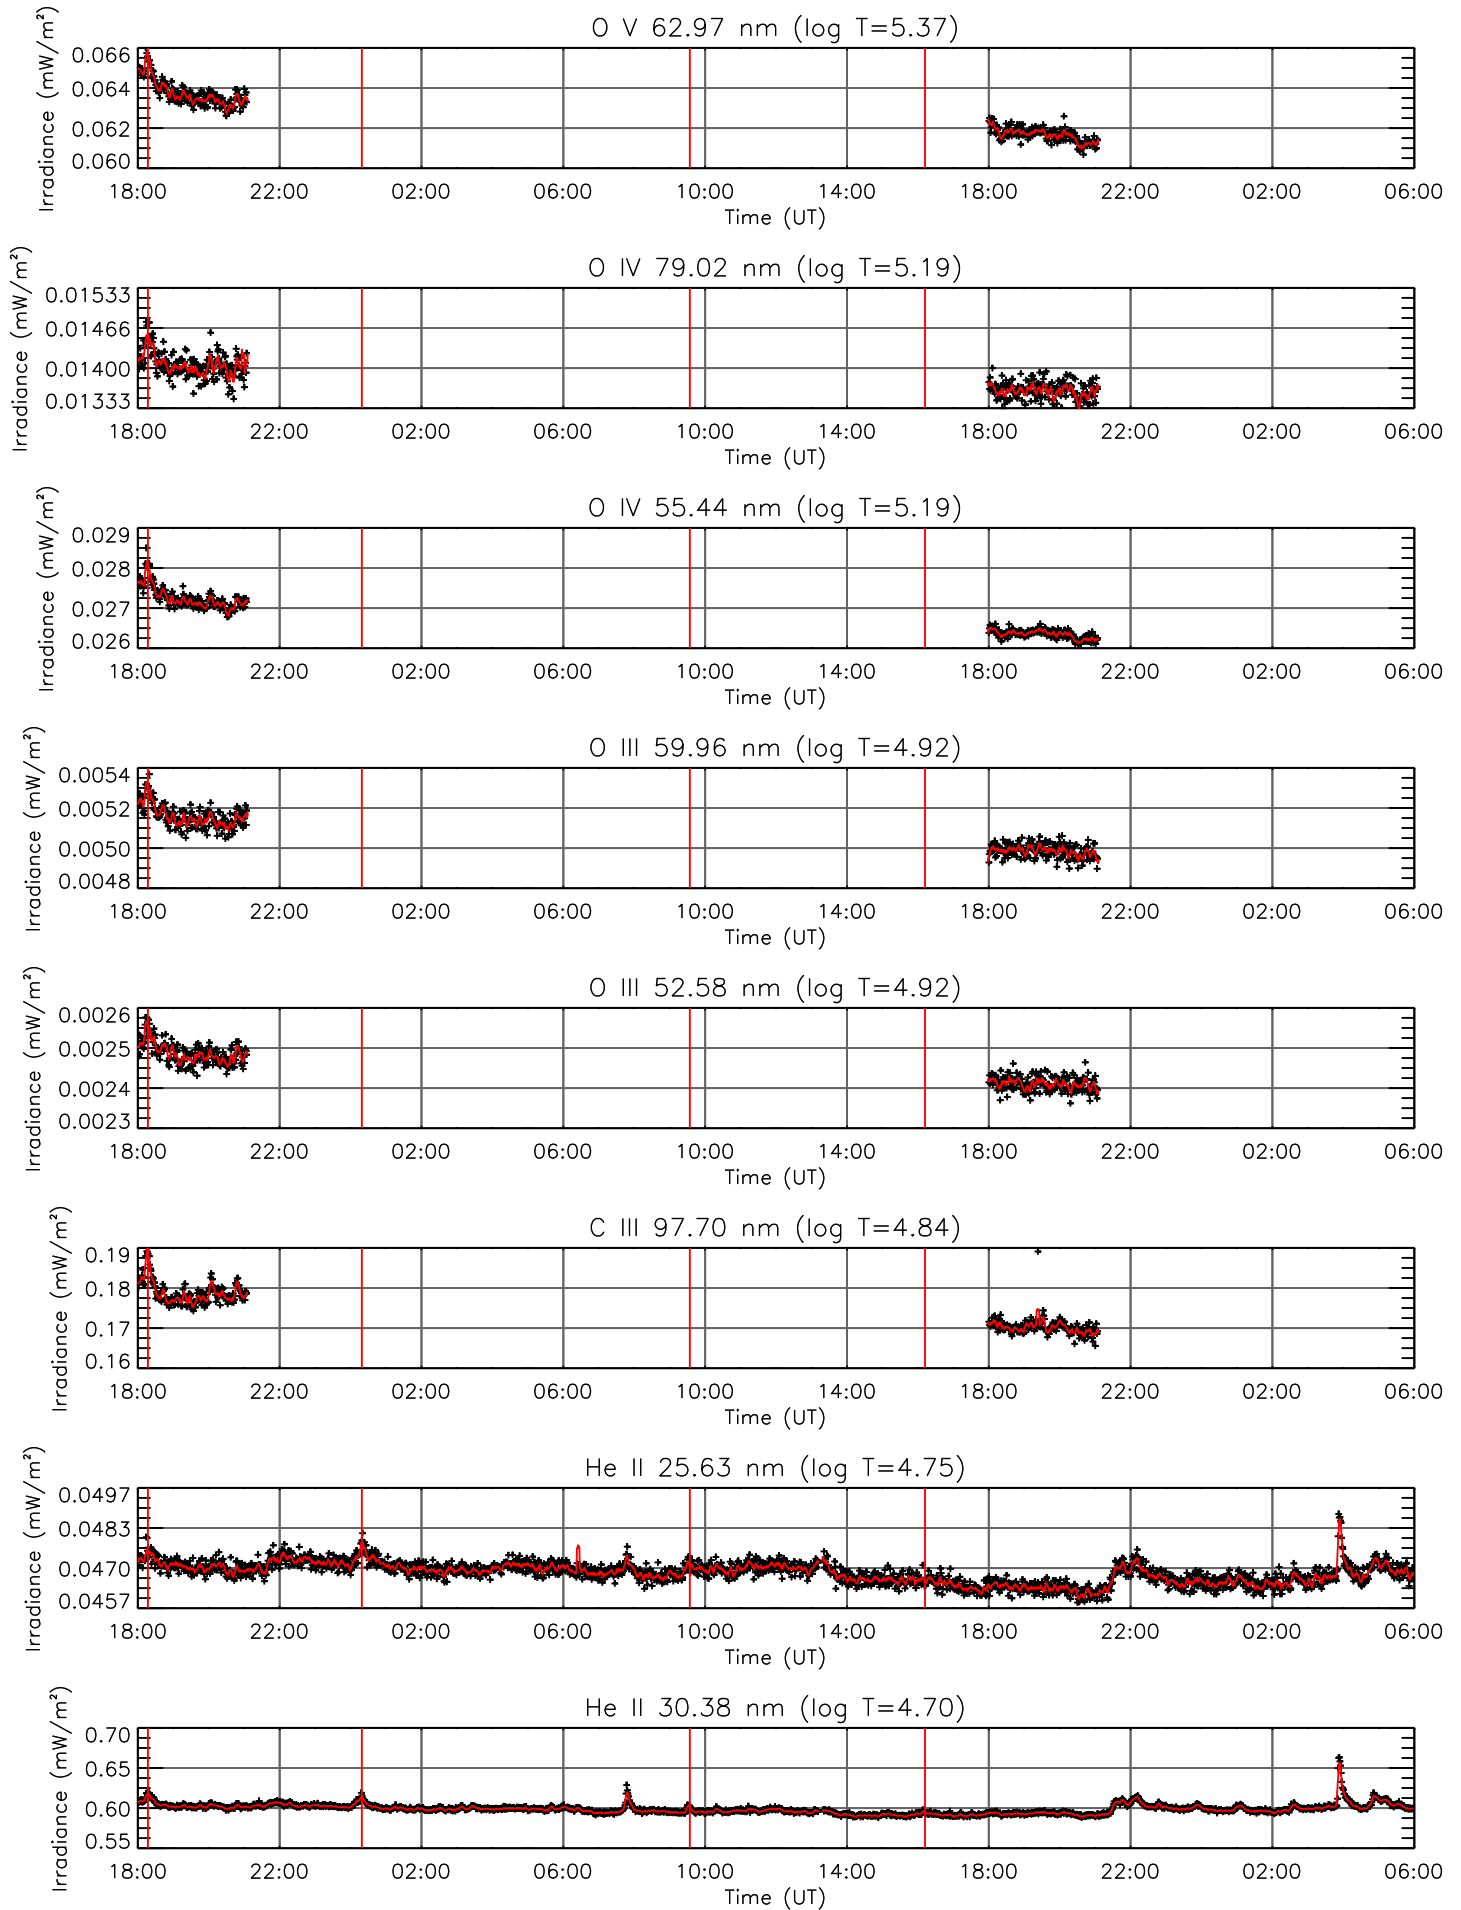 O V 62.97 nm (log T=5.37)
Irradiance (mW/m²)
0.066
0.064
0.062
0.060
18:00 22:00 02:00 06:00 10:00 14:00 18:00 22:00 02:00 06:00
Time (UT)
O IV 79.02 nm (log T=5.19)
Irradiance (mW/m²)
0.01533
0.01466
0.01400
0.01333
18:00 22:00 02:00 06:00 10:00 14:00 18:00 22:00 02:00 06:00
Time (UT)
O IV 55.44 nm (log T=5.19)
Irradiance (mW/m²)
0.029
0.028
0.027
0.026
18:00 22:00 02:00 06:00 10:00 14:00 18:00 22:00 02:00 06:00
Time (UT)
O III 59.96 nm (log T=4.92)
Irradiance (mW/m²)
0.0054
0.0052
0.0050
0.0048
18:00 22:00 02:00 06:00 10:00 14:00 18:00 22:00 02:00 06:00
Time (UT)
O III 52.58 nm (log T=4.92)
Irradiance (mW/m²)
0.0026
0.0025
0.0024
0.0023
18:00 22:00 02:00 06:00 10:00 14:00 18:00 22:00 02:00 06:00
Time (UT)
C III 97.70 nm (log T=4.84)
Irradiance (mW/m²)
0.19
0.18
0.17
0.16
18:00 22:00 02:00 06:00 10:00 14:00 18:00 22:00 02:00 06:00
Time (UT)
He II 25.63 nm (log T=4.75)
Irradiance (mW/m²)
0.0497
0.0483
0.0470
0.0457
18:00 22:00 02:00 06:00 10:00 14:00 18:00 22:00 02:00 06:00
Time (UT)
He II 30.38 nm (log T=4.70)
Irradiance (mW/m²)
0.70
0.65
0.60
0.55
18:00 22:00 02:00 06:00 10:00 14:00 18:00 22:00 02:00 06:00
Time (UT)